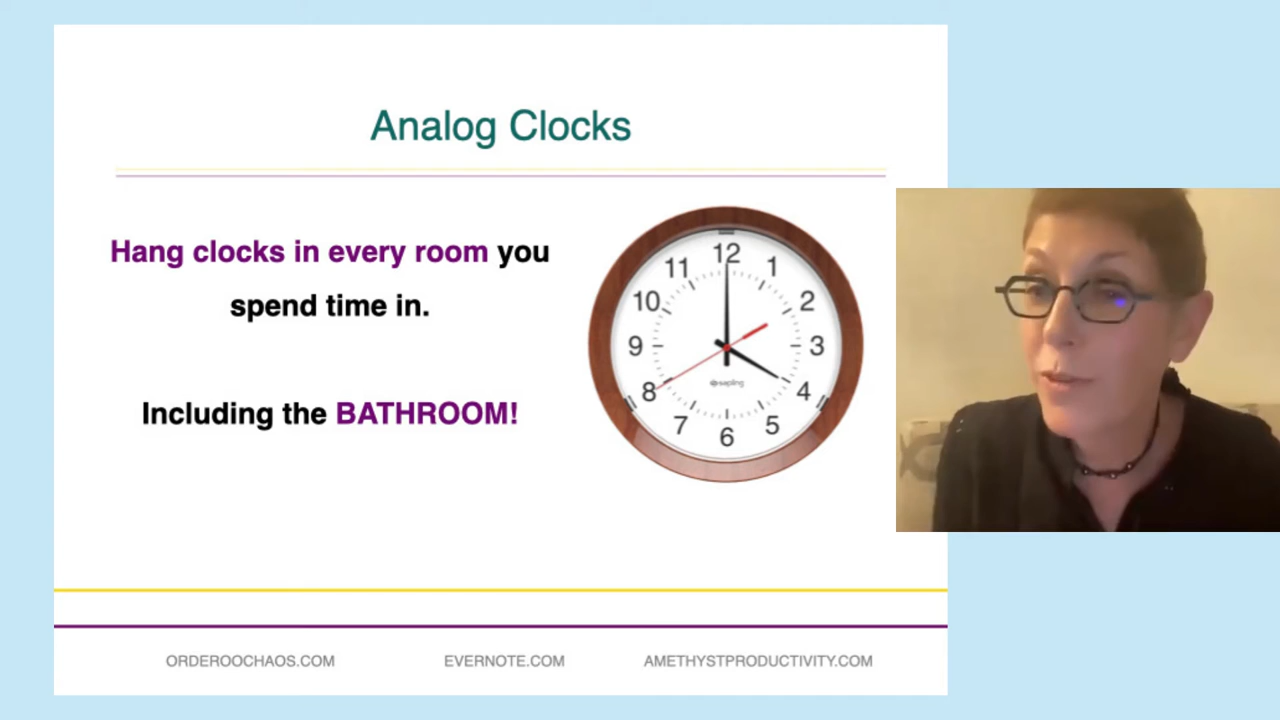 Analog Clocks
Hang clocks in every room you
spend time in.
Including the BATHROOM!
12
11
1
10
2
9
3
8
4
7
5
6
sapling
ORDEROOCHAOS.COM
EVERNOTE.COM
AMETHYSTPRODUCTIVITY.COM